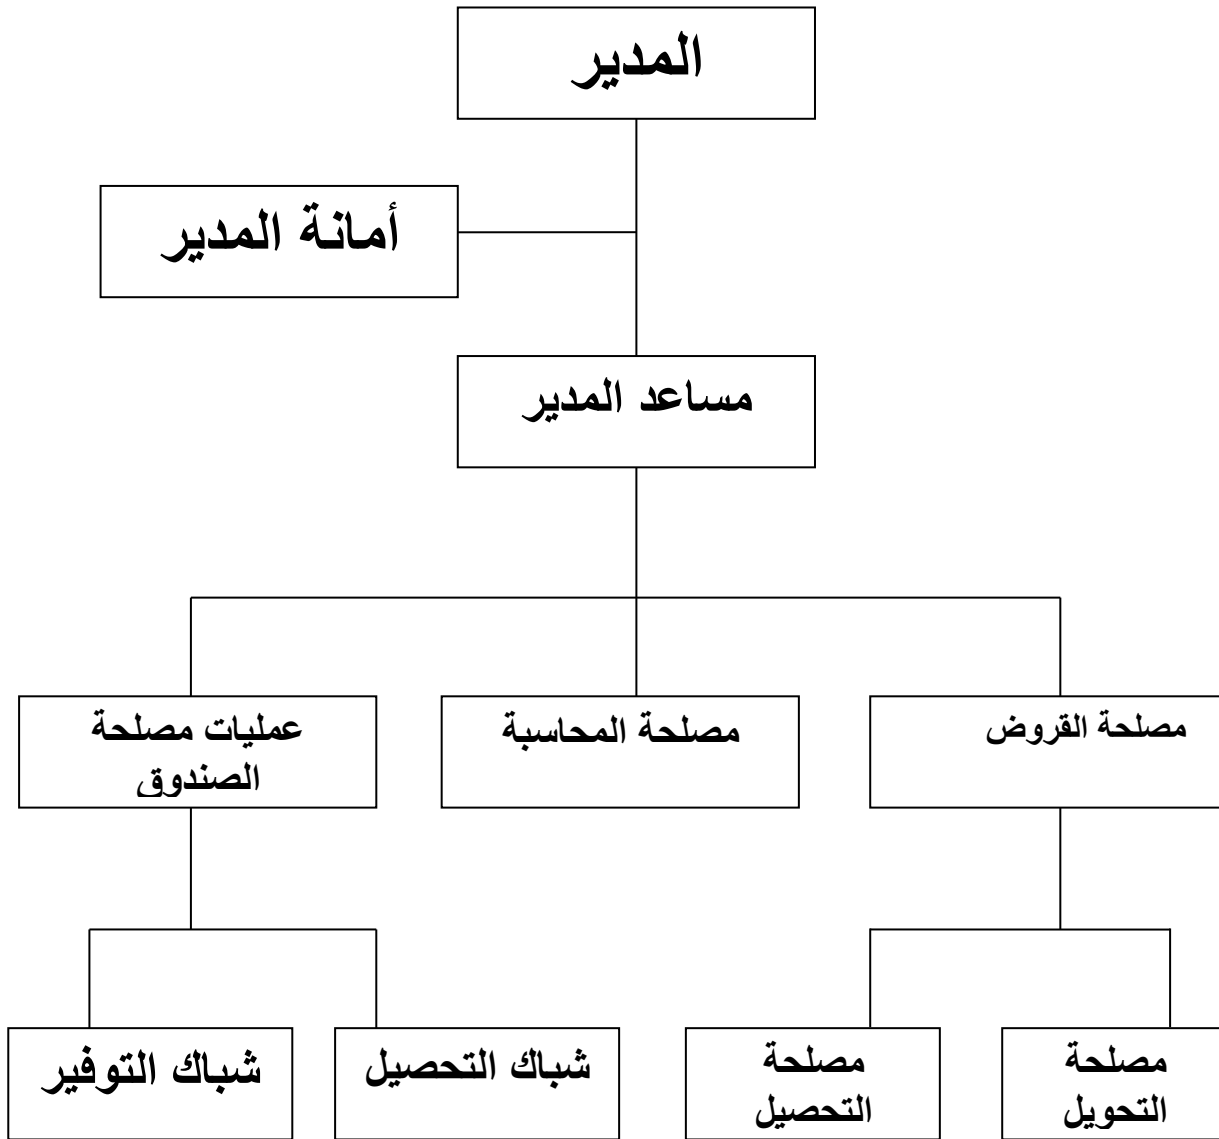 المدير
أمانة المدير
مساعد المدير
مصلحة القروض
مصلحة المحاسبة
عمليات مصلحة
الصندوق
مصلحة
التحويل
مصلحة
التحصيل
شباك التحصيل
شباك التوفير